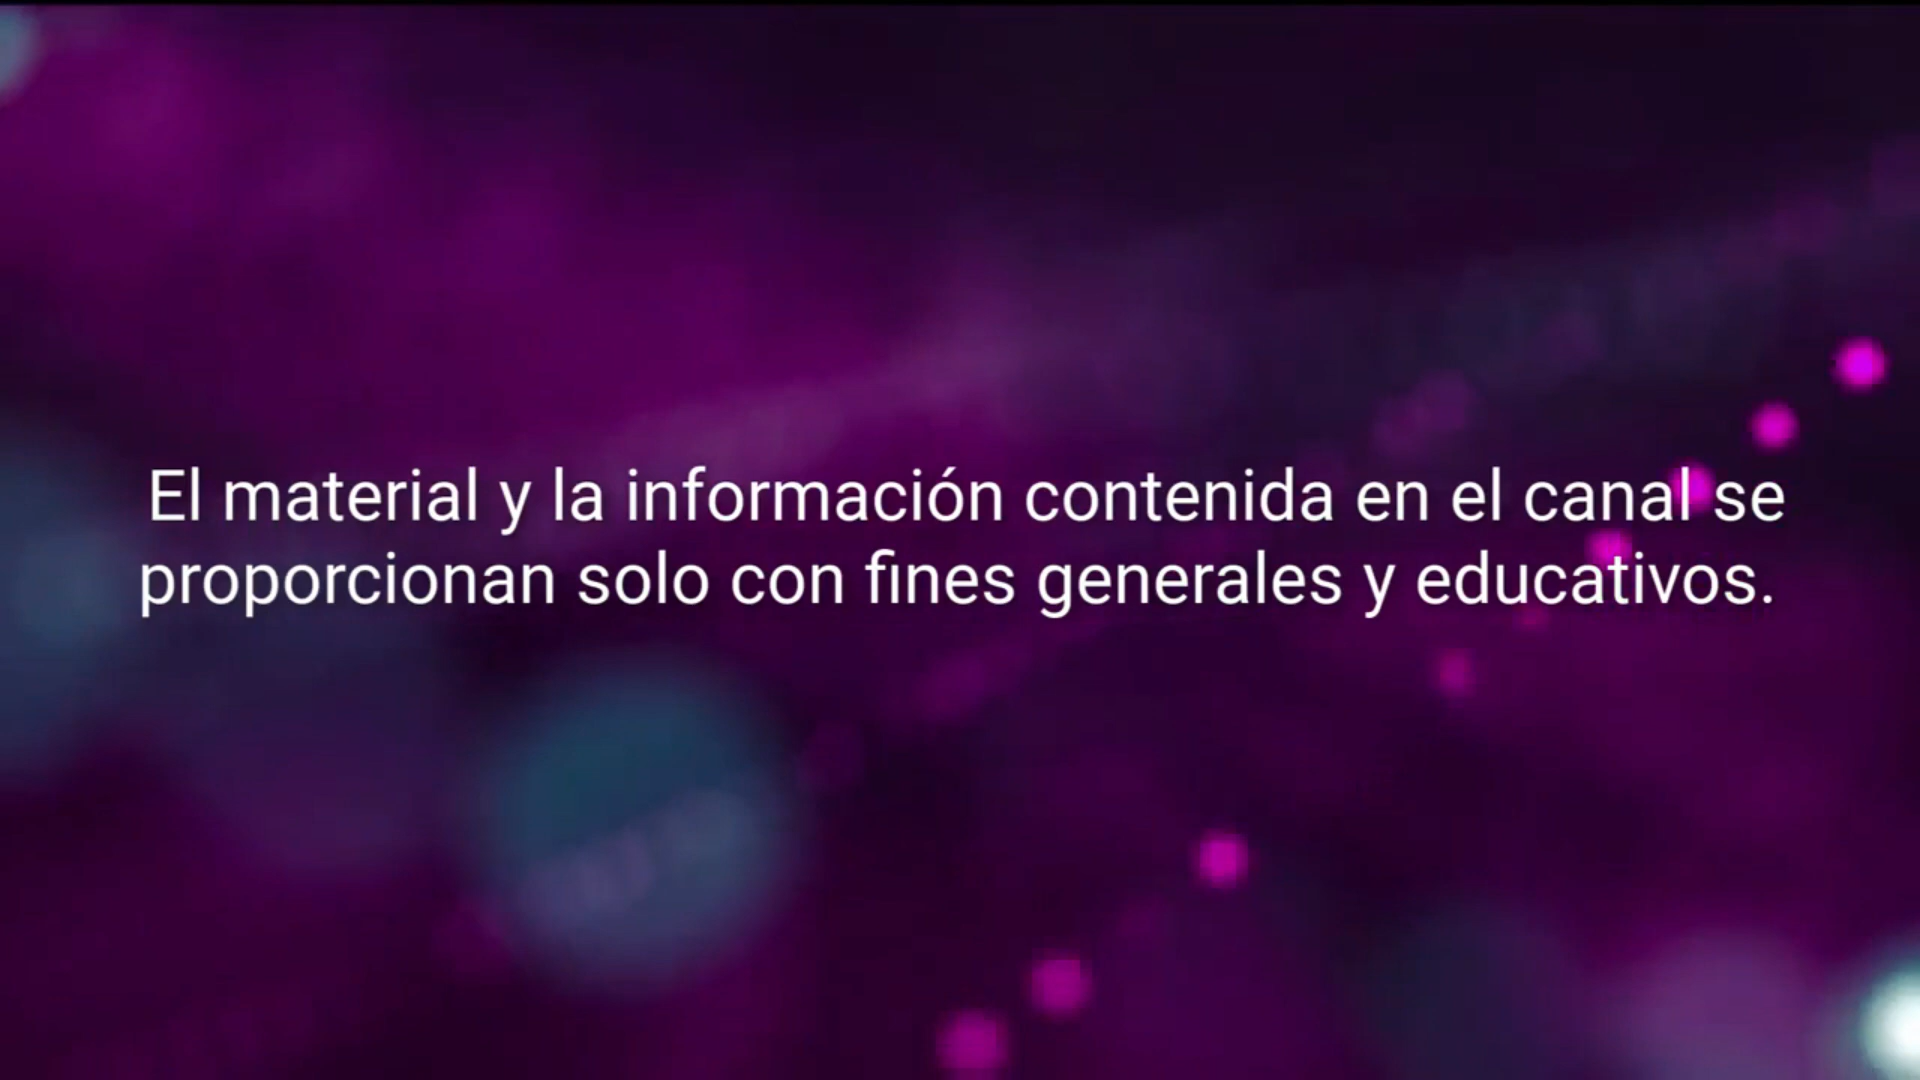 El material y la información contenida en el canal se
proporcionan solo con fines generales y educativos.